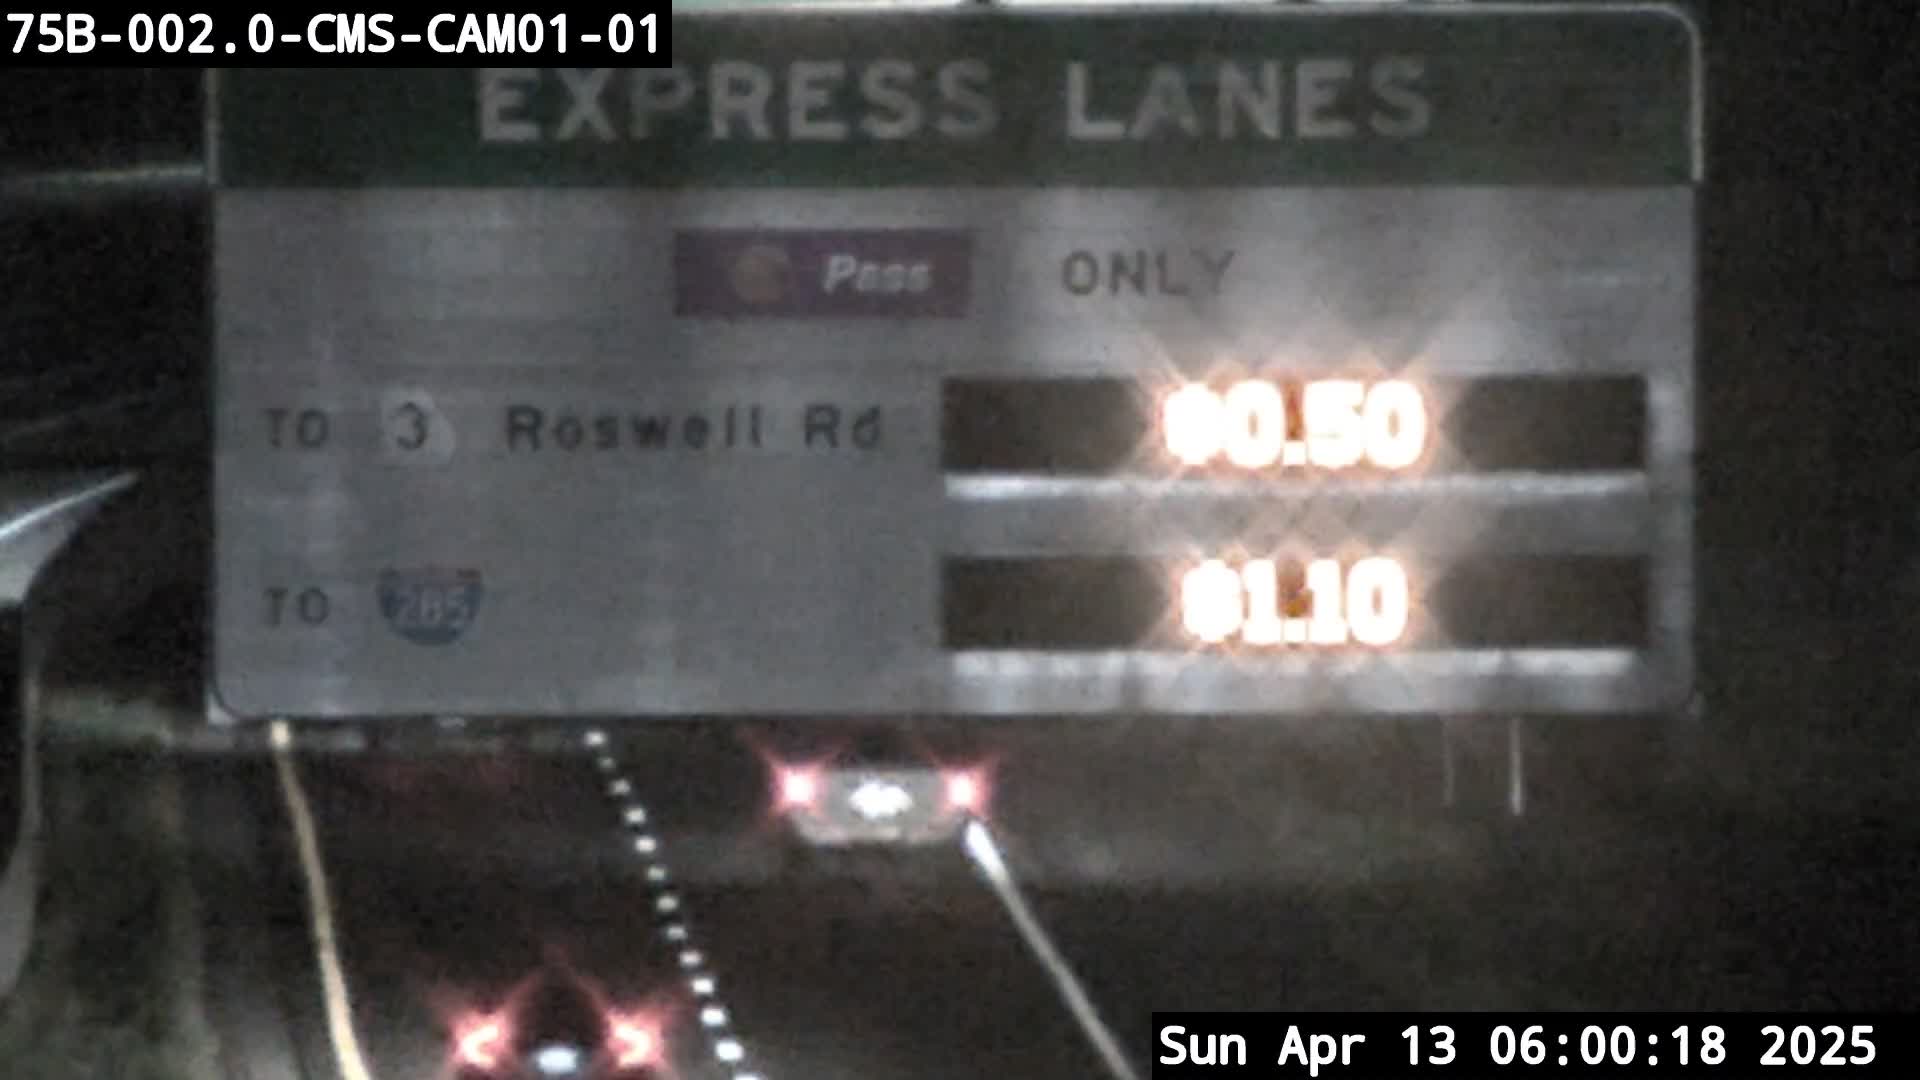 75B-002.0-CMS-CAM01-01
EXPRESS LANES
Pass ONLY
TO 3 Roswell Rd $0.50
TO 285 $1.10
Sun Apr 13 06:00:18 2025